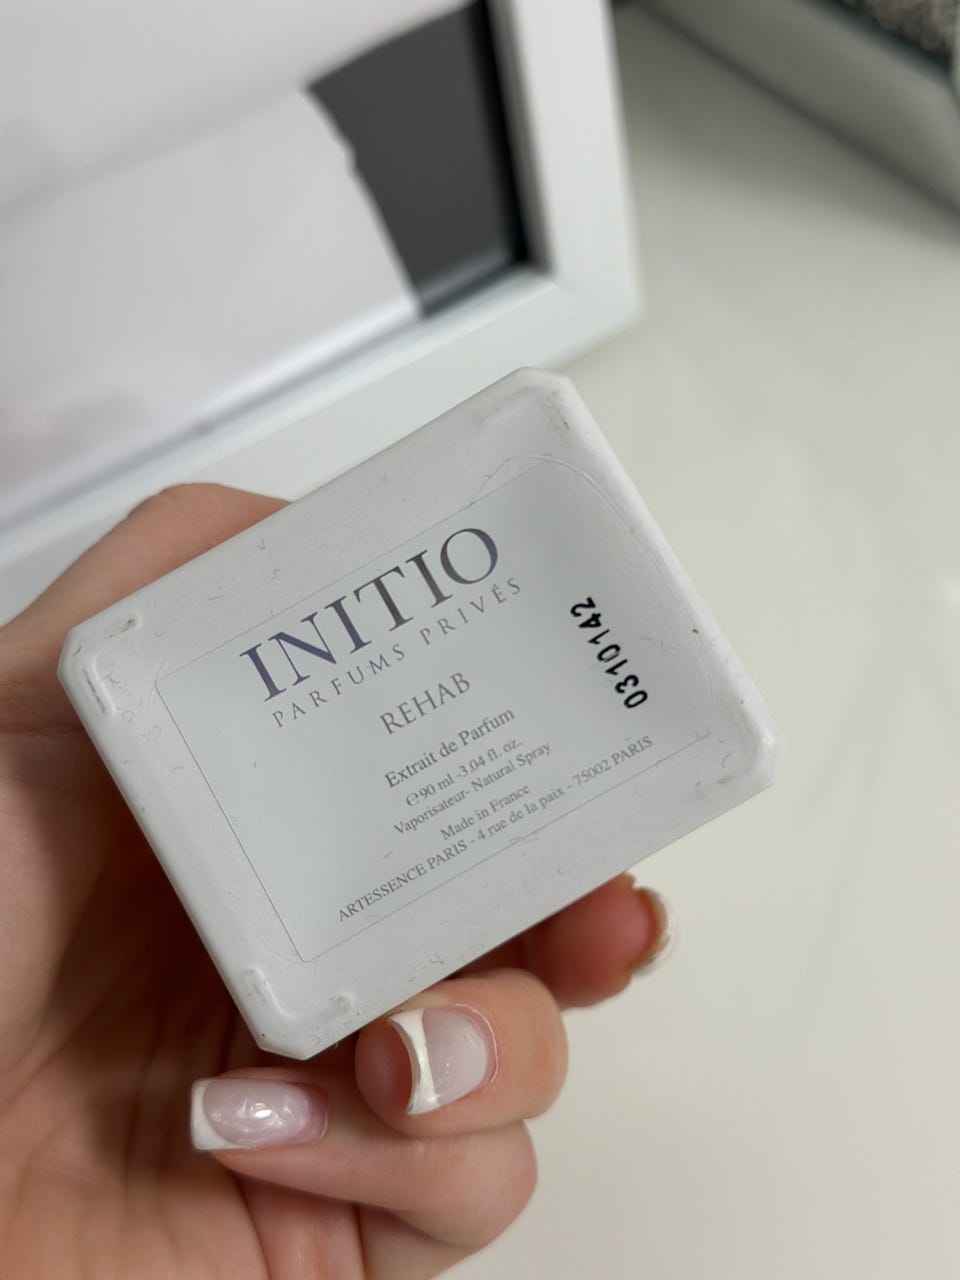 INITIO
PARFUMS PRIVÉS
REHAB
Extrait de Parfum
℮90 ml -3.04 fl. oz.
Vaporisateur- Natural Spray
Made in France
ARTESSENCE PARIS - 4 rue de la paix - 75002 PARIS
0310142